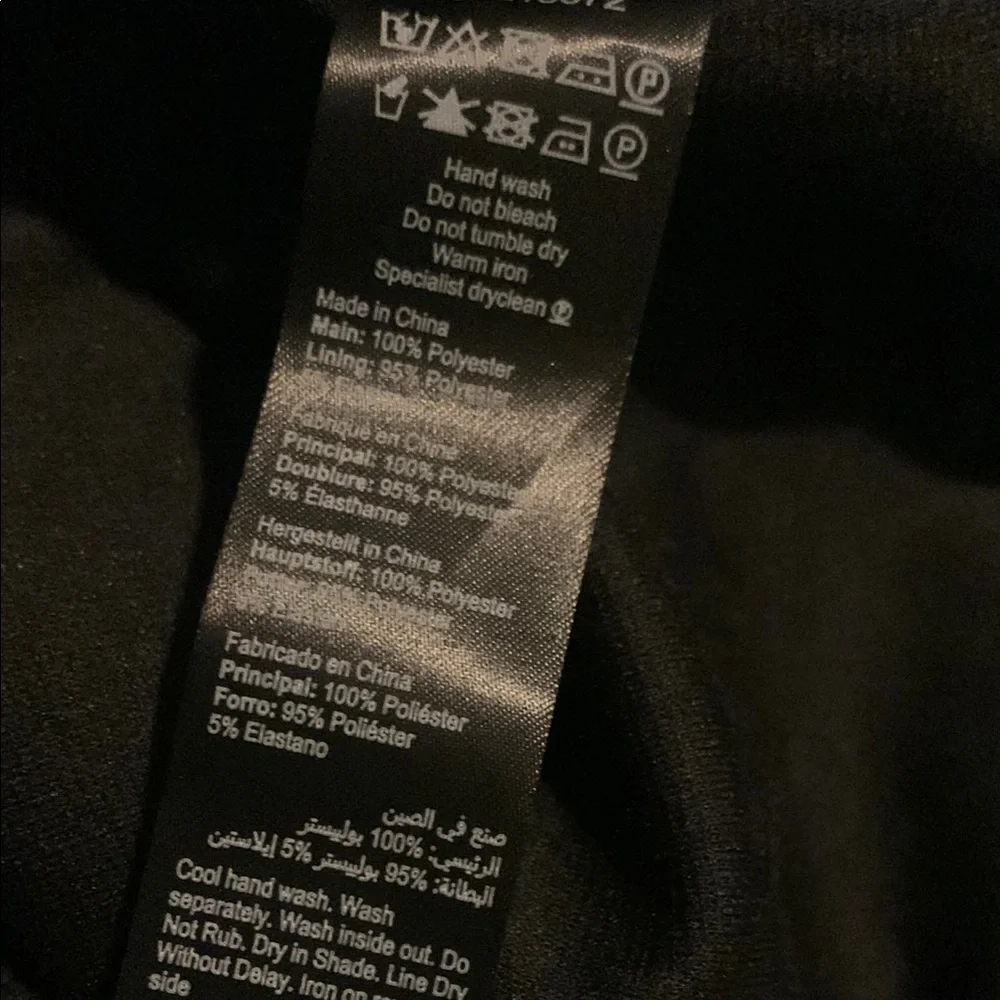 Hand wash
Do not bleach
Do not tumble dry
Warm iron
Specialist dryclean Ⓟ
Made in China
Main: 100% Polyester
Lining: 95% Polyester
5% Elastane
Fabriqué en Chine
Principal: 100% Polyester
Doublure: 95% Polyester
5% Élasthanne
Hergestellt in China
Hauptstoff: 100% Polyester
Fabricado en China
Principal: 100% Poliéster
Forro: 95% Poliéster
5% Elastano
صنع في الصين
الرئيسي: 100% بوليستر
البطانة: 95% بوليستر 5% إيلاستين
Cool hand wash. Wash
separately. Wash inside out. Do
Not Rub. Dry in Shade. Line Dry
Without Delay. Iron on
side